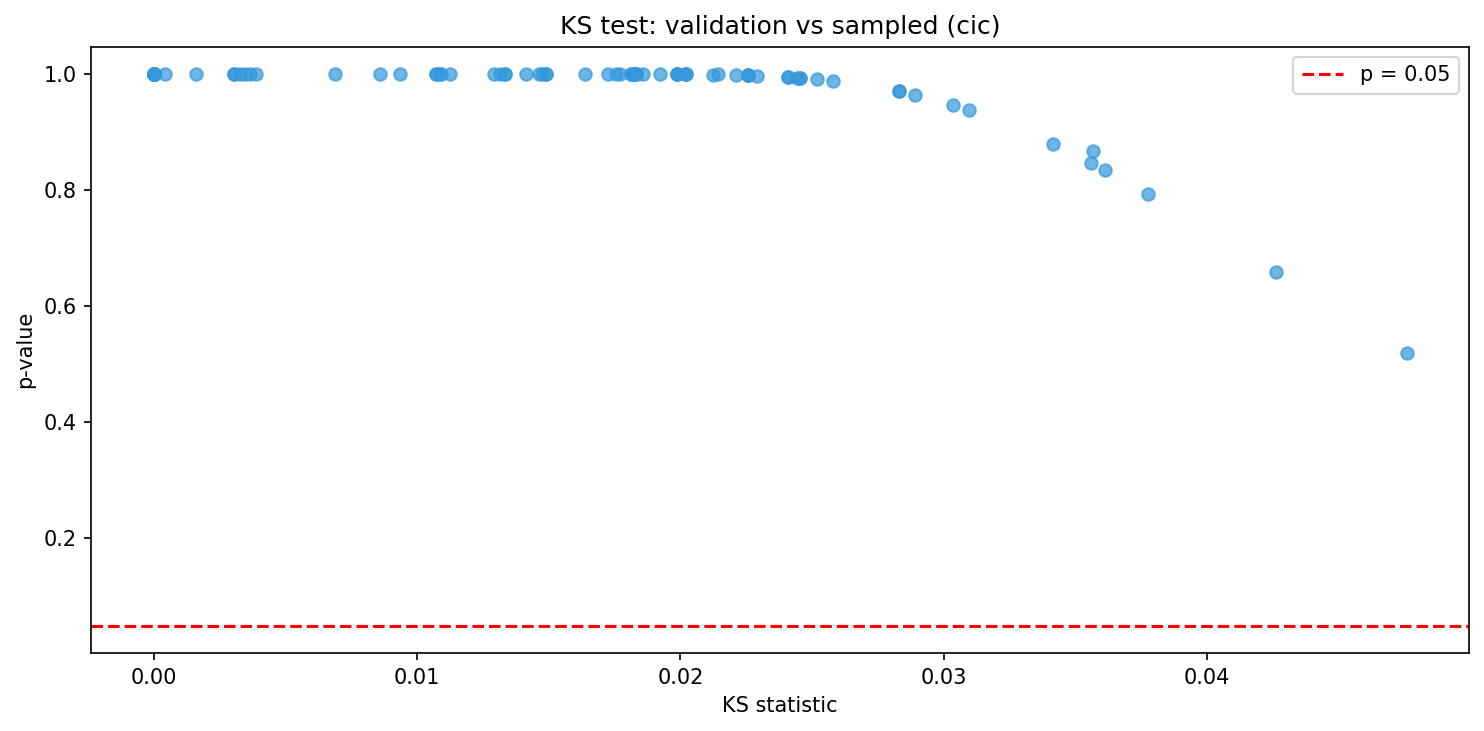 KS test: validation vs sampled (cic)
p = 0.05
1.0
0.8
0.6
0.4
0.2
p-value
0.00 0.01 0.02 0.03 0.04
KS statistic